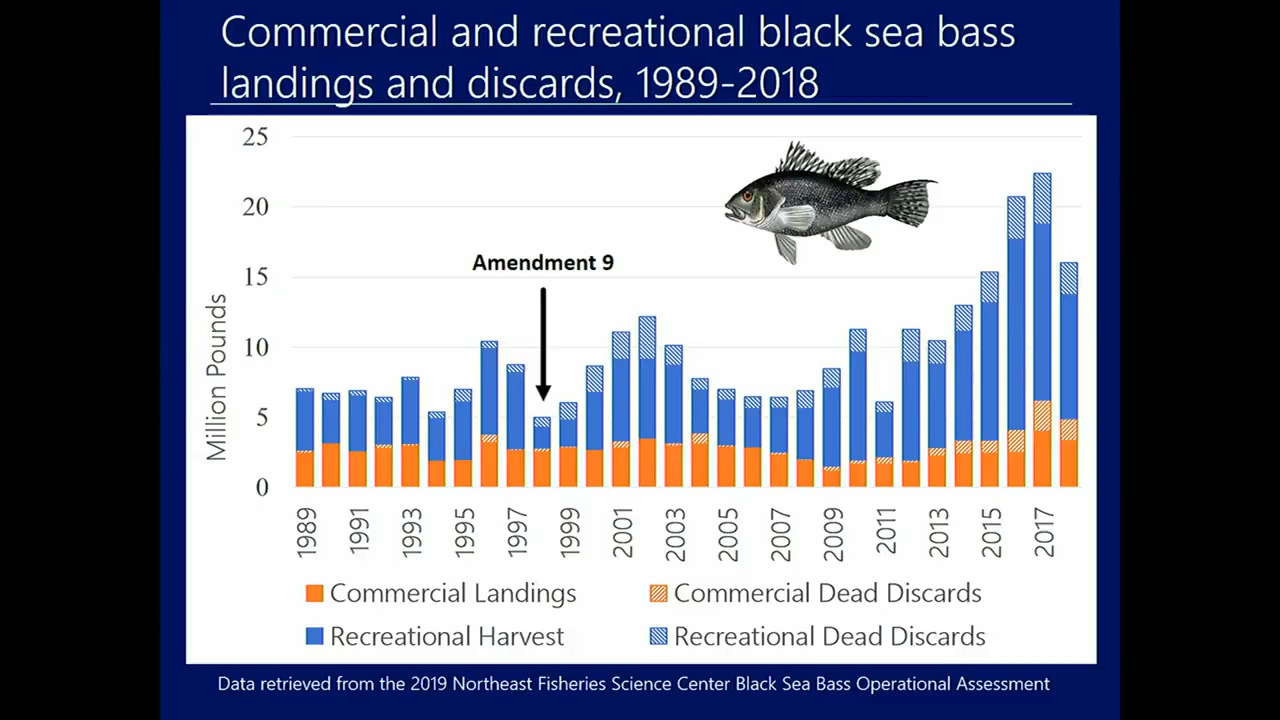 Commercial and recreational black sea bass
landings and discards, 1989-2018
25
20
15
10
5
0
Million Pounds
Amendment 9
1989
1991
1993
1995
1997
1999
2001
2003
2005
2007
2009
2011
2013
2015
2017
Commercial Landings
Commercial Dead Discards
Recreational Harvest
Recreational Dead Discards
Data retrieved from the 2019 Northeast Fisheries Science Center Black Sea Bass Operational Assessment